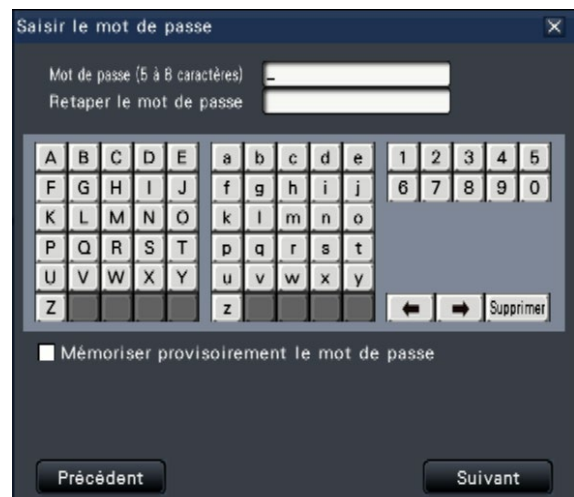 Saisir le mot de passe
Mot de passe (5 à 8 caractères)
Retaper le mot de passe
A B C D E a b c d e 1 2 3 4 5
F G H I J f g h i j 6 7 8 9 0
K L M N O k l m n o
P Q R S T p q r s t
U V W X Y u v w x y
Z z ← → Supprimer
Mémoriser provisoirement le mot de passe
Précédent Suivant